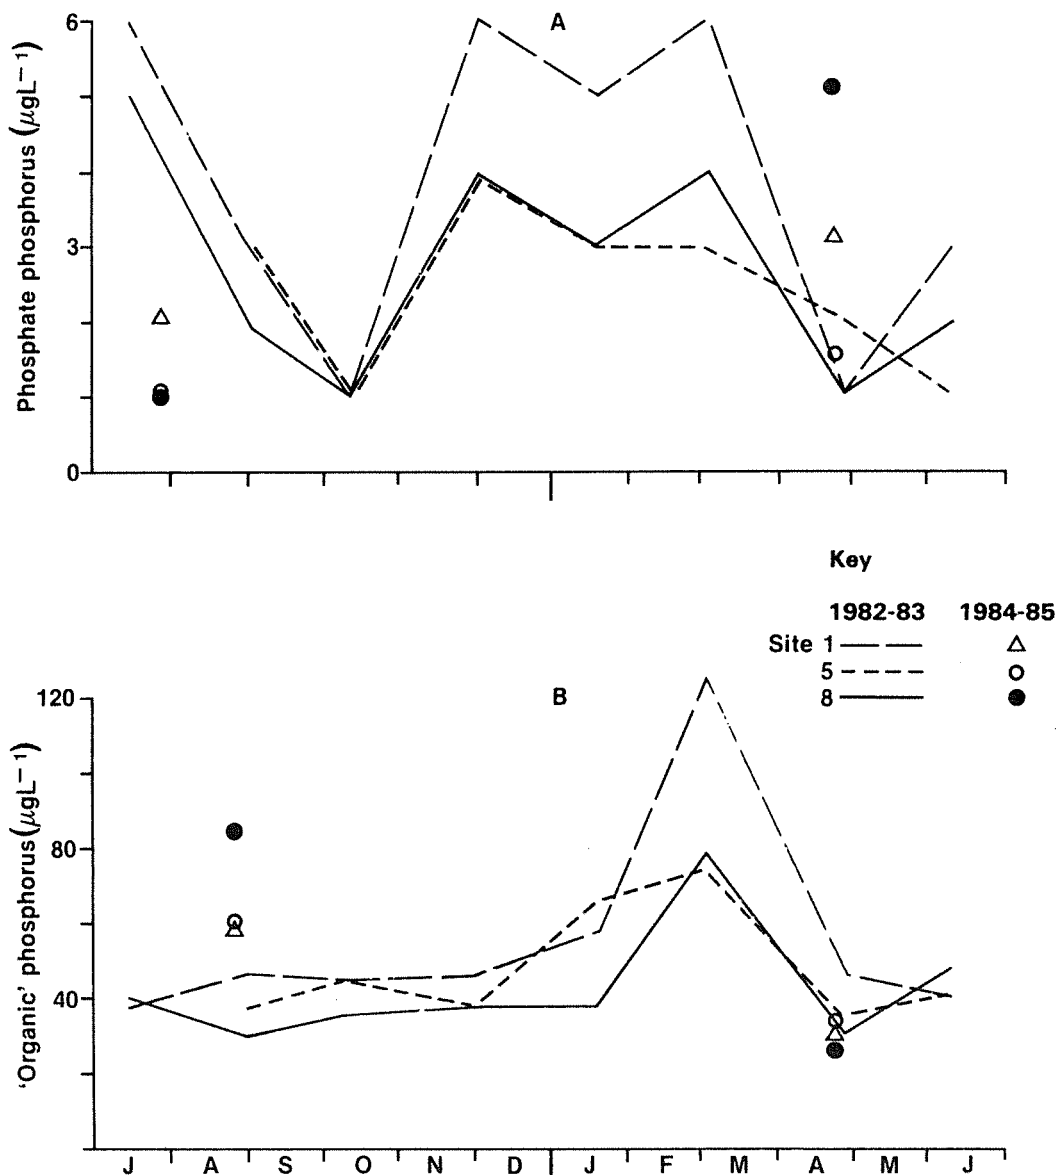 A
6
3
0
Phosphate phosphorus (μgL⁻¹)
Key
1982-83 1984-85
Site 1
5
8
B
120
80
40
'Organic' phosphorus (μgL⁻¹)
J A S O N D J F M A M J